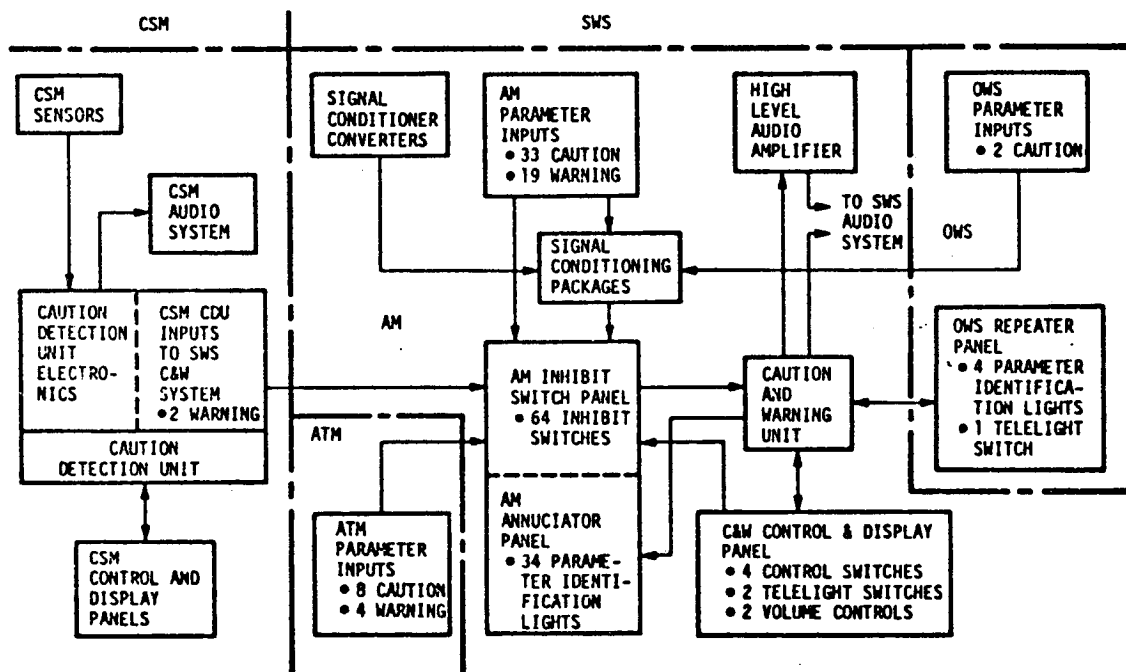 CSM
SWS
CSM
SENSORS
SIGNAL
CONDITIONER
CONVERTERS
AM
PARAMETER
INPUTS
• 33 CAUTION
• 19 WARNING
HIGH
LEVEL
AUDIO
AMPLIFIER
OWS
PARAMETER
INPUTS
• 2 CAUTION
CSM
AUDIO
SYSTEM
TO SWS
AUDIO
SYSTEM
OWS
SIGNAL
CONDITIONING
PACKAGES
CAUTION
DETECTION
UNIT
ELECTRO-
NICS
CSM CDU
INPUTS
TO SWS
C&W
SYSTEM
• 2 WARNING
CAUTION
DETECTION UNIT
AM
AM INHIBIT
SWITCH PANEL
• 64 INHIBIT
SWITCHES
CAUTION
AND
WARNING
UNIT
OWS REPEATER
PANEL
• 4 PARAMETER
IDENTIFICA-
TION LIGHTS
• 1 TELELIGHT
SWITCH
ATM
AM
ANNUCIATOR
PANEL
• 34 PARAME-
TER IDENTI-
FICATION
LIGHTS
CSM
CONTROL AND
DISPLAY
PANELS
ATM
PARAMETER
INPUTS
• 8 CAUTION
• 4 WARNING
C&W CONTROL & DISPLAY
PANEL
• 4 CONTROL SWITCHES
• 2 TELELIGHT SWITCHES
• 2 VOLUME CONTROLS